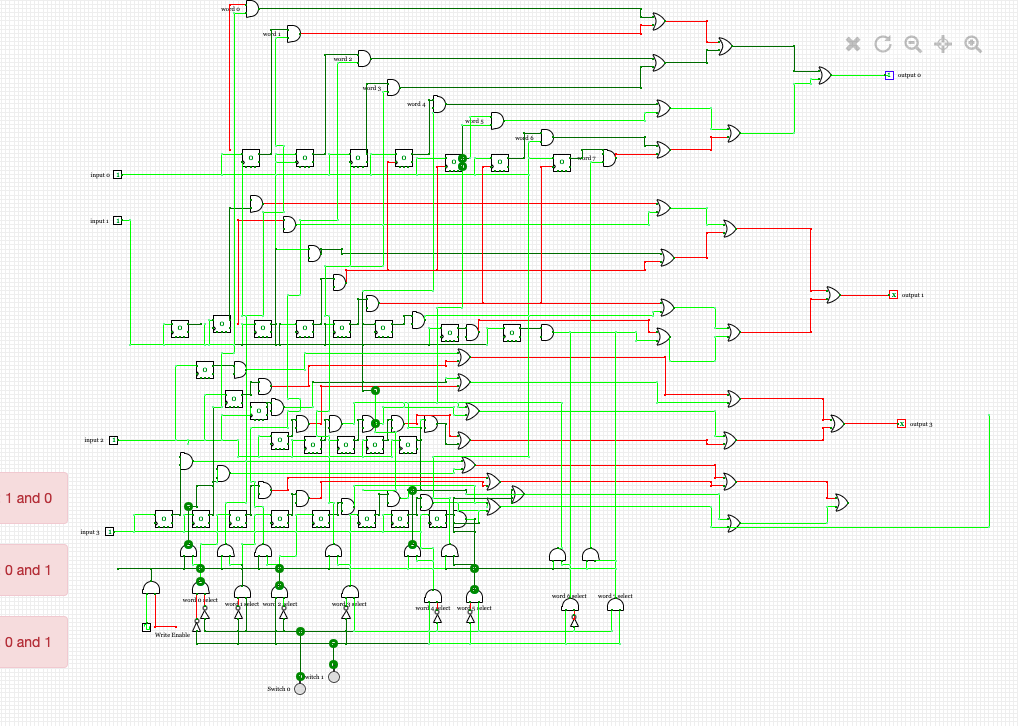 word 0
word 1
word 2
word 3
word 4
word 5
word 6
word 7
output 0
input 0
input 1
output 1
input 2
output 3
1 and 0
0 and 1
0 and 1
input 3
word 0 select
word 1 select
word 2 select
word 3 select
word 4 select
word 5 select
word 6 select
word 7 select
Write Enable
Switch 0
witch 1